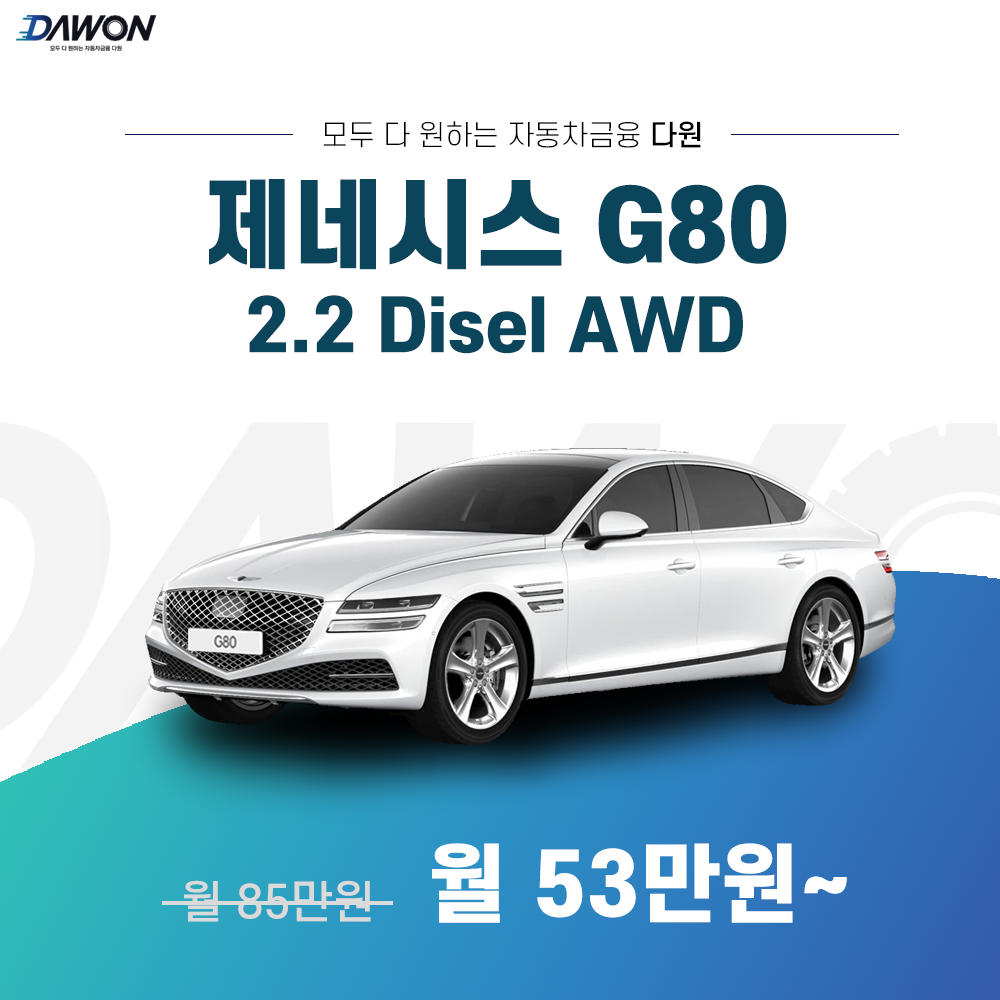 DAWON
모두 다 원하는 자동차금융 다원
모두 다 원하는 자동차금융 다원
제네시스 G80
2.2 Disel AWD
G80
월 85만원
월 53만원~